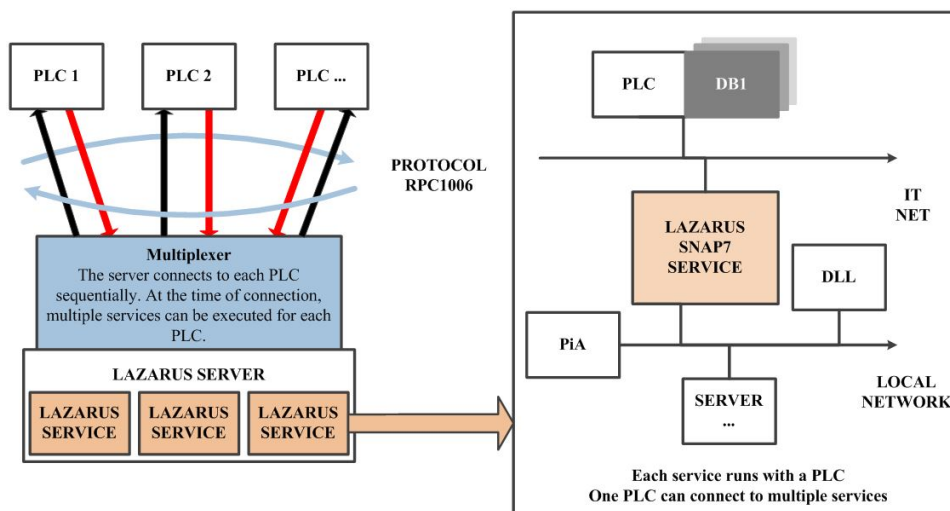 PLC 1
PLC 2
PLC ...
PROTOCOL
RPC1006
Multiplexer
The server connects to each PLC
sequentially. At the time of connection,
multiple services can be executed for each
PLC.
LAZARUS SERVER
LAZARUS
SERVICE
LAZARUS
SERVICE
LAZARUS
SERVICE
PLC
DB1
IT
NET
LAZARUS
SNAP7
SERVICE
DLL
PiA
LOCAL
NETWORK
SERVER
...
Each service runs with a PLC
One PLC can connect to multiple services